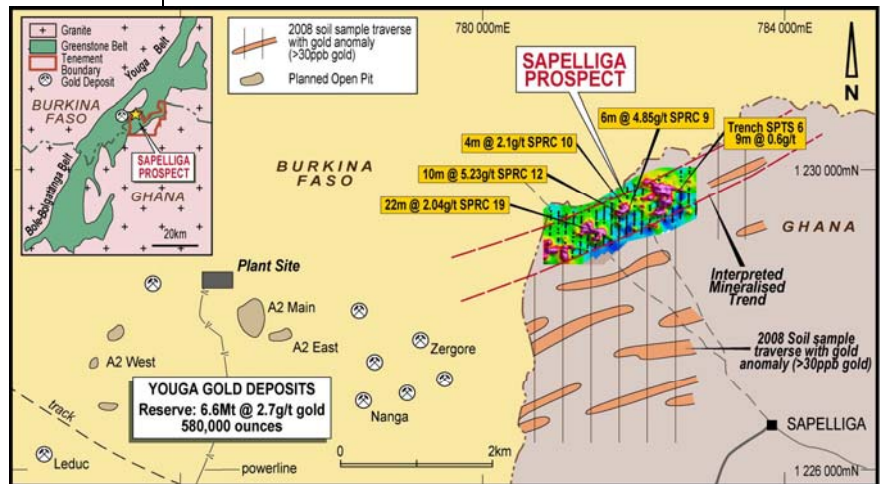 Granite
Greenstone Belt
Tenement
Boundary
Gold Deposit
Youga Belt
BURKINA
FASO
SAPELLIGA
PROSPECT
GHANA
Bole-Bolgatanga Belt
20km
2008 soil sample traverse
with gold anomaly
(>30ppb gold)
Planned Open Pit
780 000mE
784 000mE
SAPELLIGA
PROSPECT
N
6m @ 4.85g/t SPRC 9
4m @ 2.1g/t SPRC 10
Trench SPTS 6
9m @ 0.6g/t
10m @ 5.23g/t SPRC 12
22m @ 2.04g/t SPRC 19
1 230 000mN
BURKINA
FASO
GHANA
Interpreted
Mineralised
Trend
Plant Site
A2 Main
A2 East
A2 West
Zergore
Nanga
2008 Soil sample
traverse with gold
anomaly (>30ppb gold)
YOUGA GOLD DEPOSITS
Reserve: 6.6Mt @ 2.7g/t gold
580,000 ounces
track
Leduc
powerline
0
2km
SAPELLIGA
1 226 000mN